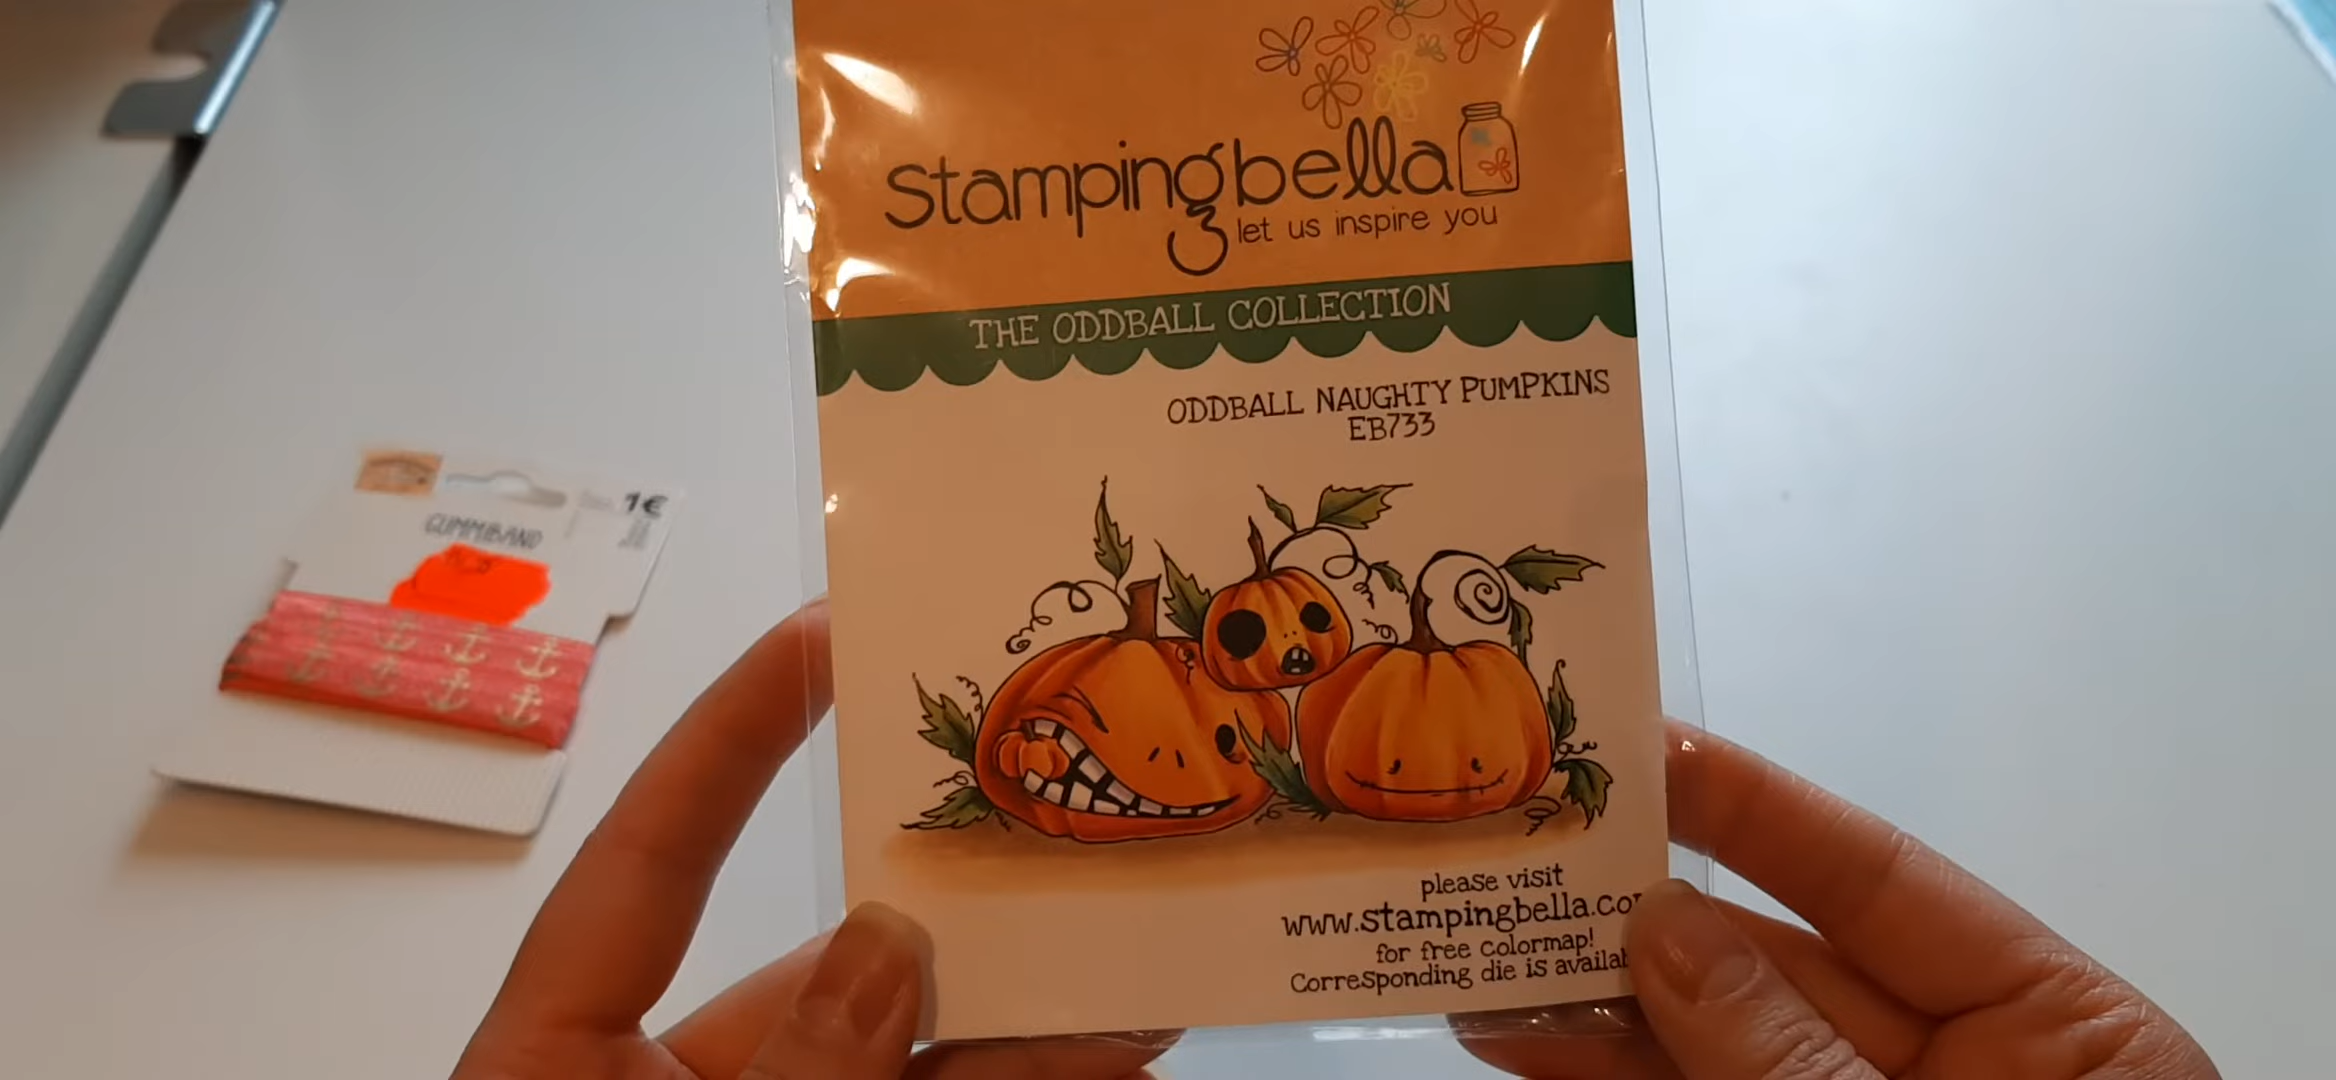 stampingbella
let us inspire you
THE ODDBALL COLLECTION
ODDBALL NAUGHTY PUMPKINS
EB733
please visit
www.stampingbella.co
for free colormap!
Corresponding die is availab
1€
GUMMIBAND